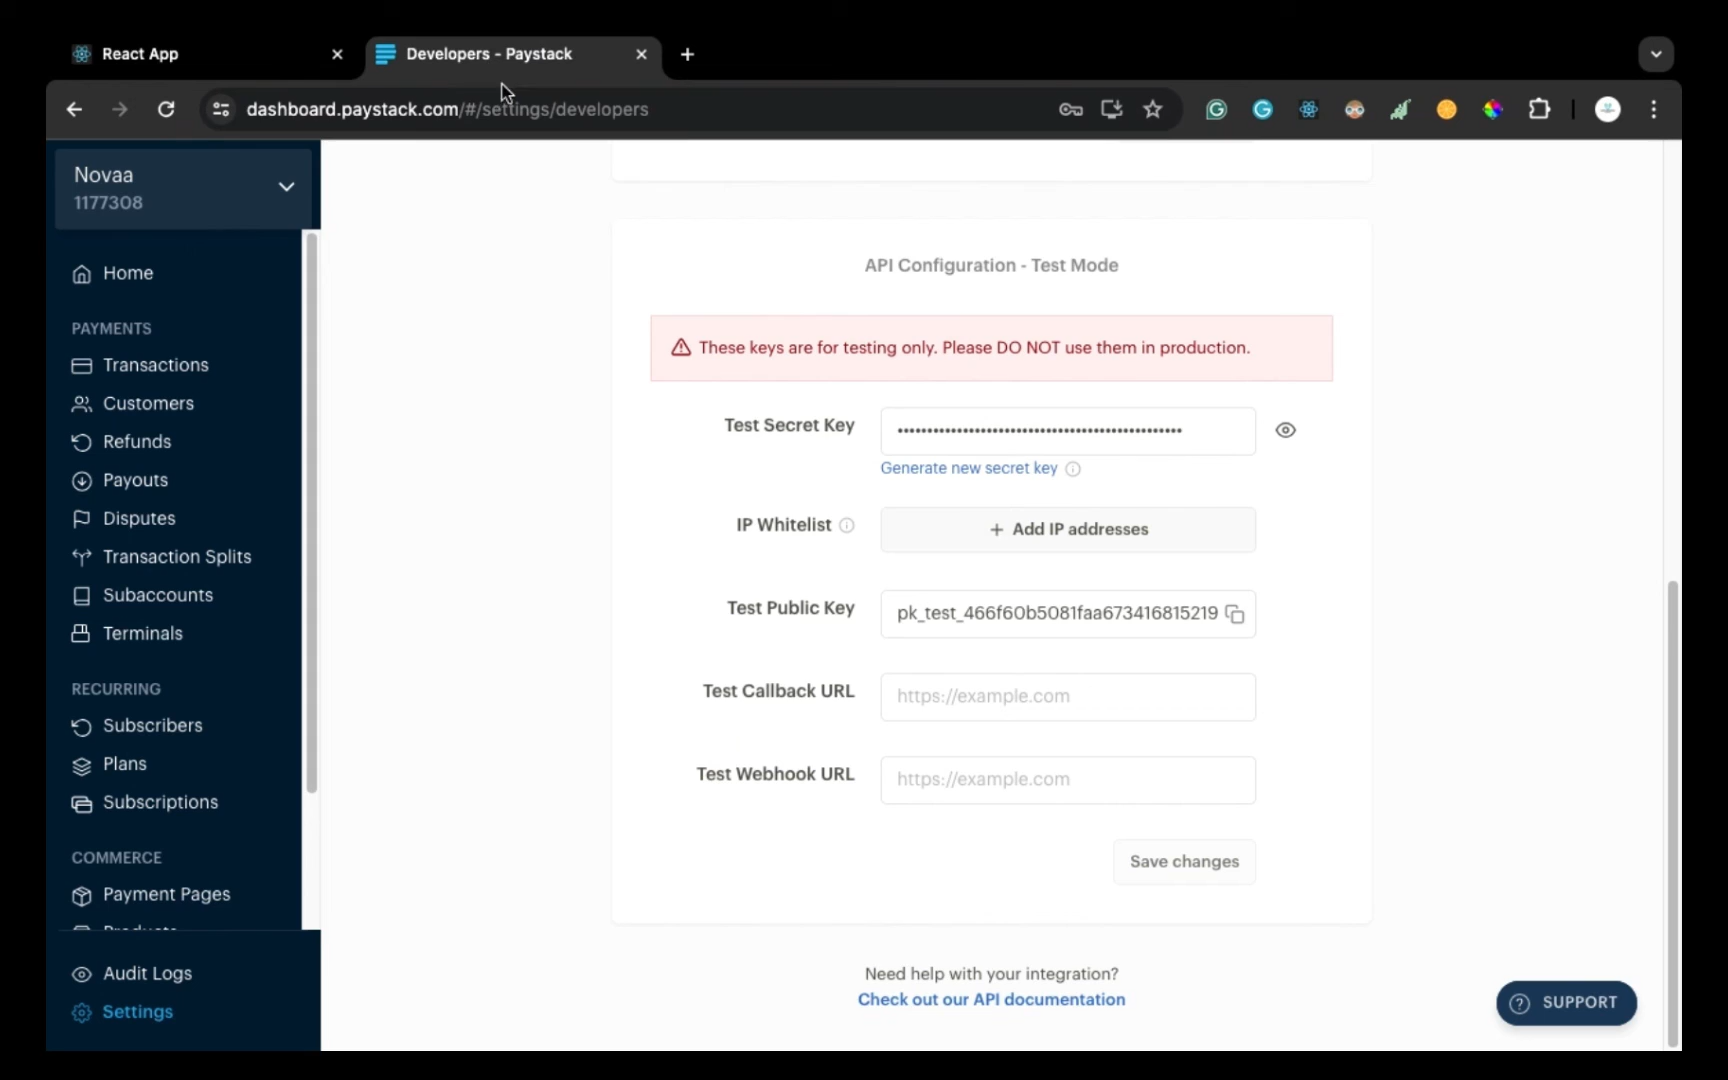 React App
Developers - Paystack
dashboard.paystack.com/#/settings/developers
Novaa
1177308
Home
PAYMENTS
Transactions
Customers
Refunds
Payouts
Disputes
Transaction Splits
Subaccounts
Terminals
RECURRING
Subscribers
Plans
Subscriptions
COMMERCE
Payment Pages
Products
Audit Logs
Settings
API Configuration - Test Mode
These keys are for testing only. Please DO NOT use them in production.
Test Secret Key
Generate new secret key
IP Whitelist
+ Add IP addresses
Test Public Key
pk_test_466f60b5081faa673416815219
Test Callback URL
https://example.com
Test Webhook URL
https://example.com
Save changes
Need help with your integration?
Check out our API documentation
SUPPORT